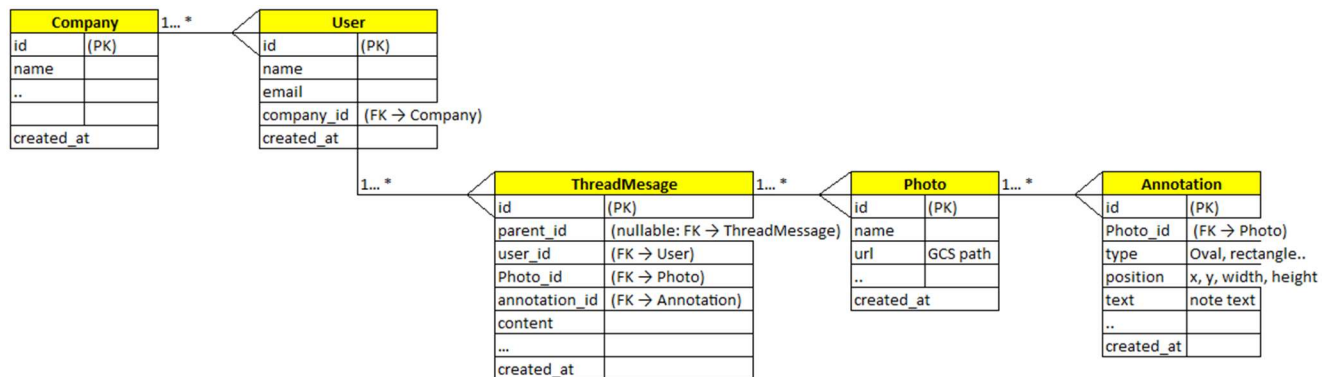 Company
1... *
id (PK)
name
..
created_at
User
id (PK)
name
email
company_id (FK → Company)
created_at
1... *
ThreadMesage
1... *
id (PK)
parent_id (nullable: FK → ThreadMessage)
user_id (FK → User)
Photo_id (FK → Photo)
annotation_id (FK → Annotation)
content
...
created_at
Photo
1... *
id (PK)
name
url GCS path
..
created_at
Annotation
id (PK)
Photo_id (FK → Photo)
type Oval, rectangle..
position x, y, width, height
text note text
..
created_at